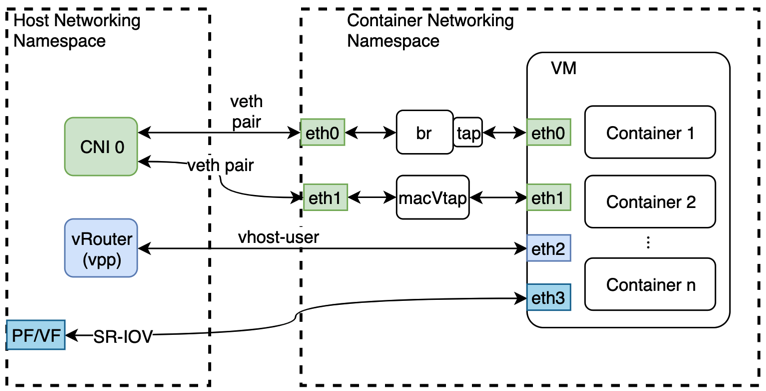 Host Networking
Namespace
Container Networking
Namespace
VM
veth
pair
CNI 0
eth0
br
tap
eth0
Container 1
veth pair
eth1
macVtap
eth1
Container 2
vRouter
(vpp)
vhost-user
eth2
...
Container n
eth3
PF/VF
SR-IOV